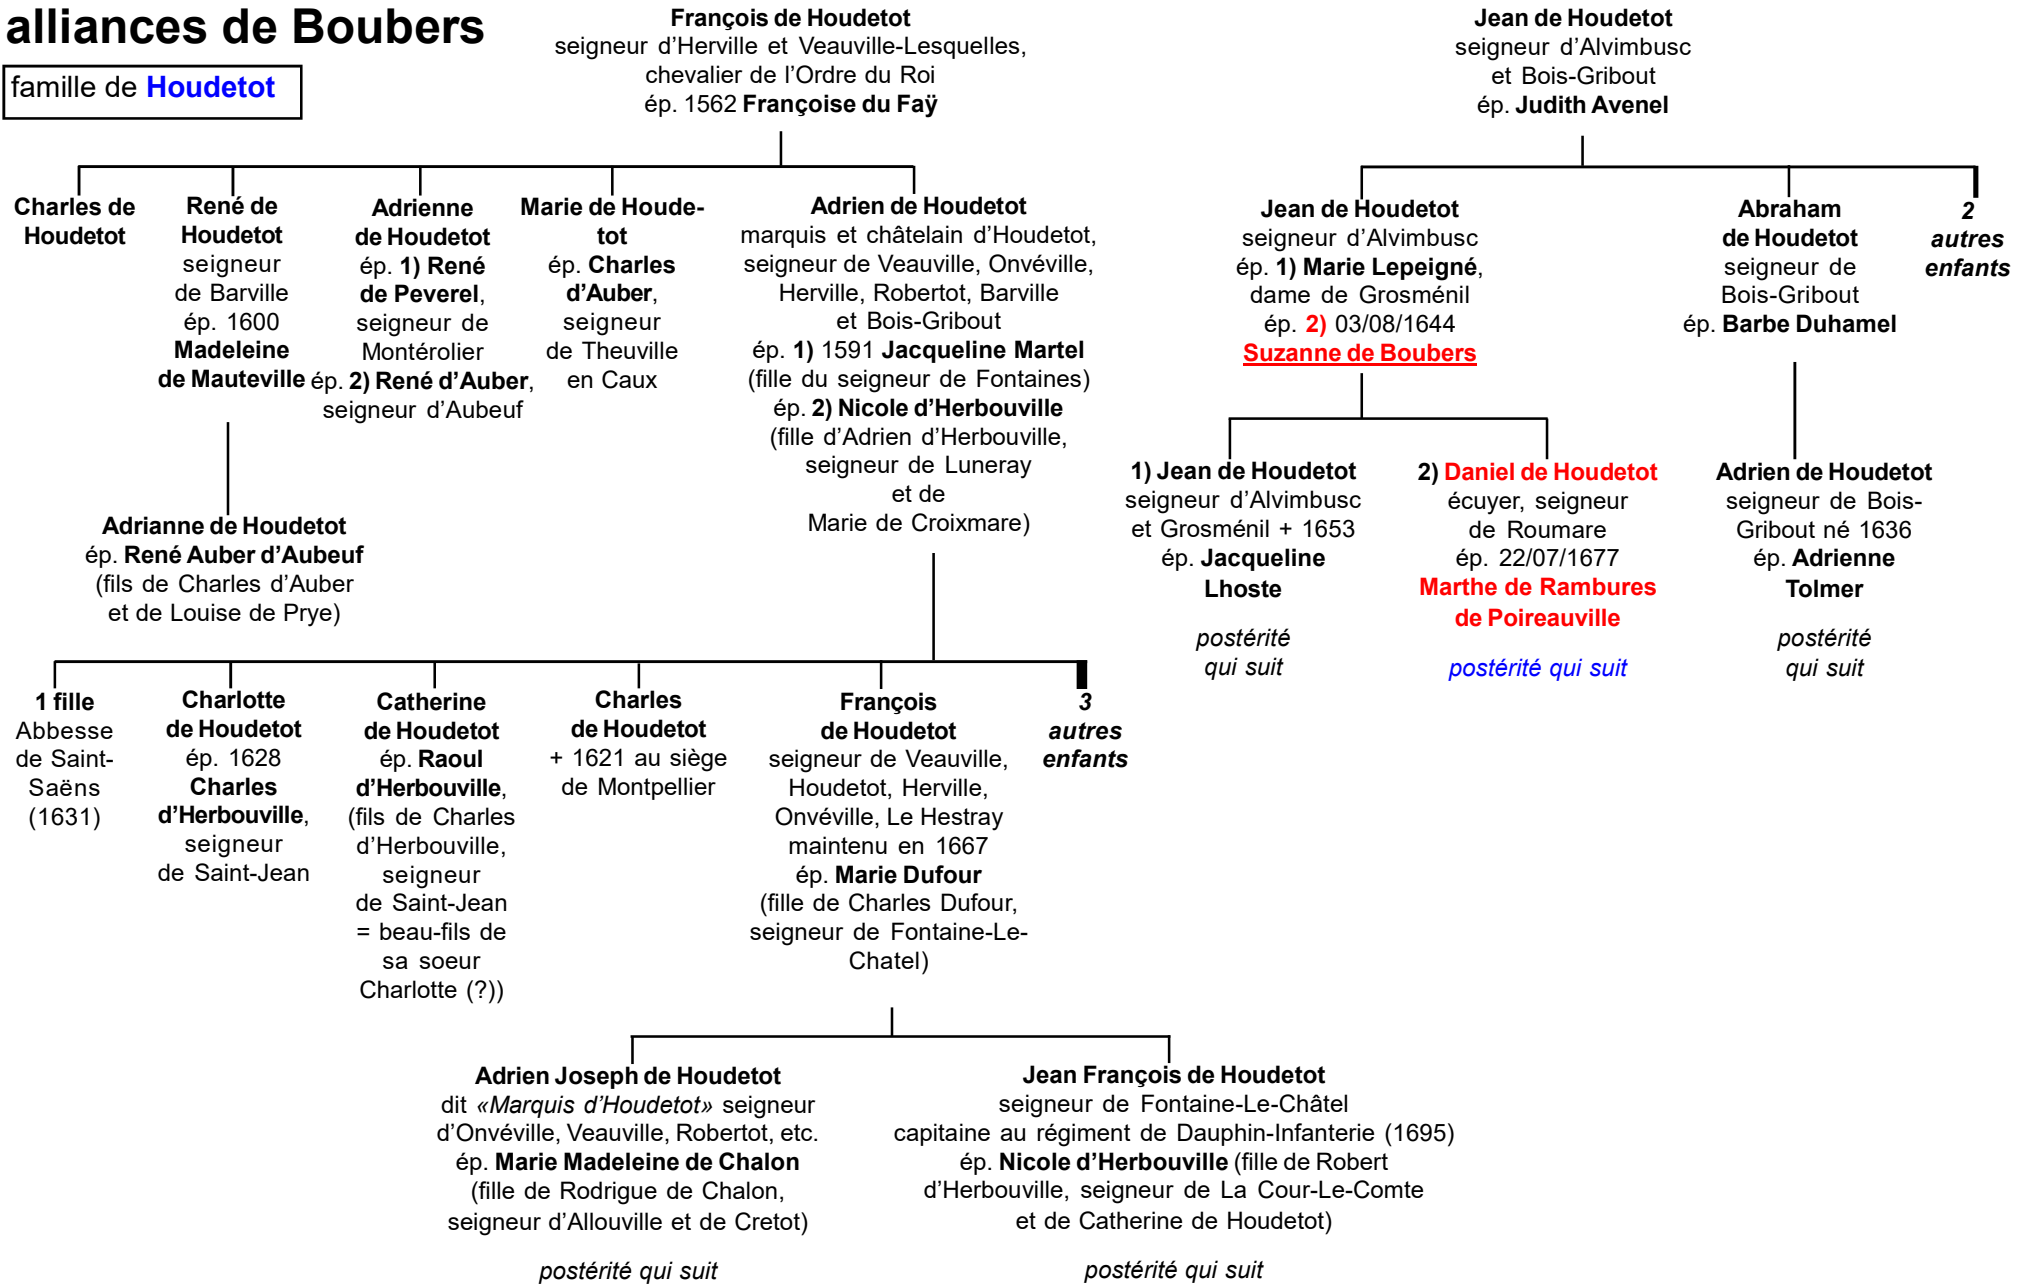 alliances de Boubers
famille de Houdetot
François de Houdetot
seigneur d'Herville et Veauville-Lesquelles,
chevalier de l'Ordre du Roi
ép. 1562 Françoise du Faÿ
Jean de Houdetot
seigneur d'Alvimbusc
et Bois-Gribout
ép. Judith Avenel
Charles de
Houdetot
René de
Houdetot
seigneur
de Barville
ép. 1600
Madeleine
de Mauteville
Adrienne
de Houdetot
ép. 1) René
de Peverel,
seigneur de
Montérolier
ép. 2) René d'Auber,
seigneur d'Aubeuf
Marie de Houde-
tot
ép. Charles
d'Auber,
seigneur
de Theuville
en Caux
Adrien de Houdetot
marquis et châtelain d'Houdetot,
seigneur de Veauville, Onvéville,
Herville, Robertot, Barville
et Bois-Gribout
ép. 1) 1591 Jacqueline Martel
(fille du seigneur de Fontaines)
ép. 2) Nicole d'Herbouville
(fille d'Adrien d'Herbouville,
seigneur de Luneray
et de
Marie de Croixmare)
Jean de Houdetot
seigneur d'Alvimbusc
ép. 1) Marie Lepeigné,
dame de Grosménil
ép. 2) 03/08/1644
Suzanne de Boubers
Abraham
de Houdetot
seigneur de
Bois-Gribout
ép. Barbe Duhamel
2
autres
enfants
Adrianne de Houdetot
ép. René Auber d'Aubeuf
(fils de Charles d'Auber
et de Louise de Prye)
1) Jean de Houdetot
seigneur d'Alvimbusc
et Grosménil + 1653
ép. Jacqueline
Lhoste
postérité
qui suit
2) Daniel de Houdetot
écuyer, seigneur
de Roumare
ép. 22/07/1677
Marthe de Rambures
de Poireauville
postérité qui suit
Adrien de Houdetot
seigneur de Bois-
Gribout né 1636
ép. Adrienne
Tolmer
postérité
qui suit
1 fille
Abbesse
de Saint-
Saëns
(1631)
Charlotte
de Houdetot
ép. 1628
Charles
d'Herbouville,
seigneur
de Saint-Jean
Catherine
de Houdetot
ép. Raoul
d'Herbouville,
(fils de Charles
d'Herbouville,
seigneur
de Saint-Jean
= beau-fils de
sa soeur
Charlotte (?))
Charles
de Houdetot
+ 1621 au siège
de Montpellier
François
de Houdetot
seigneur de Veauville,
Houdetot, Herville,
Onvéville, Le Hestray
maintenu en 1667
ép. Marie Dufour
(fille de Charles Dufour,
seigneur de Fontaine-Le-
Chatel)
3
autres
enfants
Adrien Joseph de Houdetot
dit «Marquis d'Houdetot» seigneur
d'Onvéville, Veauville, Robertot, etc.
ép. Marie Madeleine de Chalon
(fille de Rodrigue de Chalon,
seigneur d'Allouville et de Cretot)
postérité qui suit
Jean François de Houdetot
seigneur de Fontaine-Le-Châtel
capitaine au régiment de Dauphin-Infanterie (1695)
ép. Nicole d'Herbouville (fille de Robert
d'Herbouville, seigneur de La Cour-Le-Comte
et de Catherine de Houdetot)
postérité qui suit